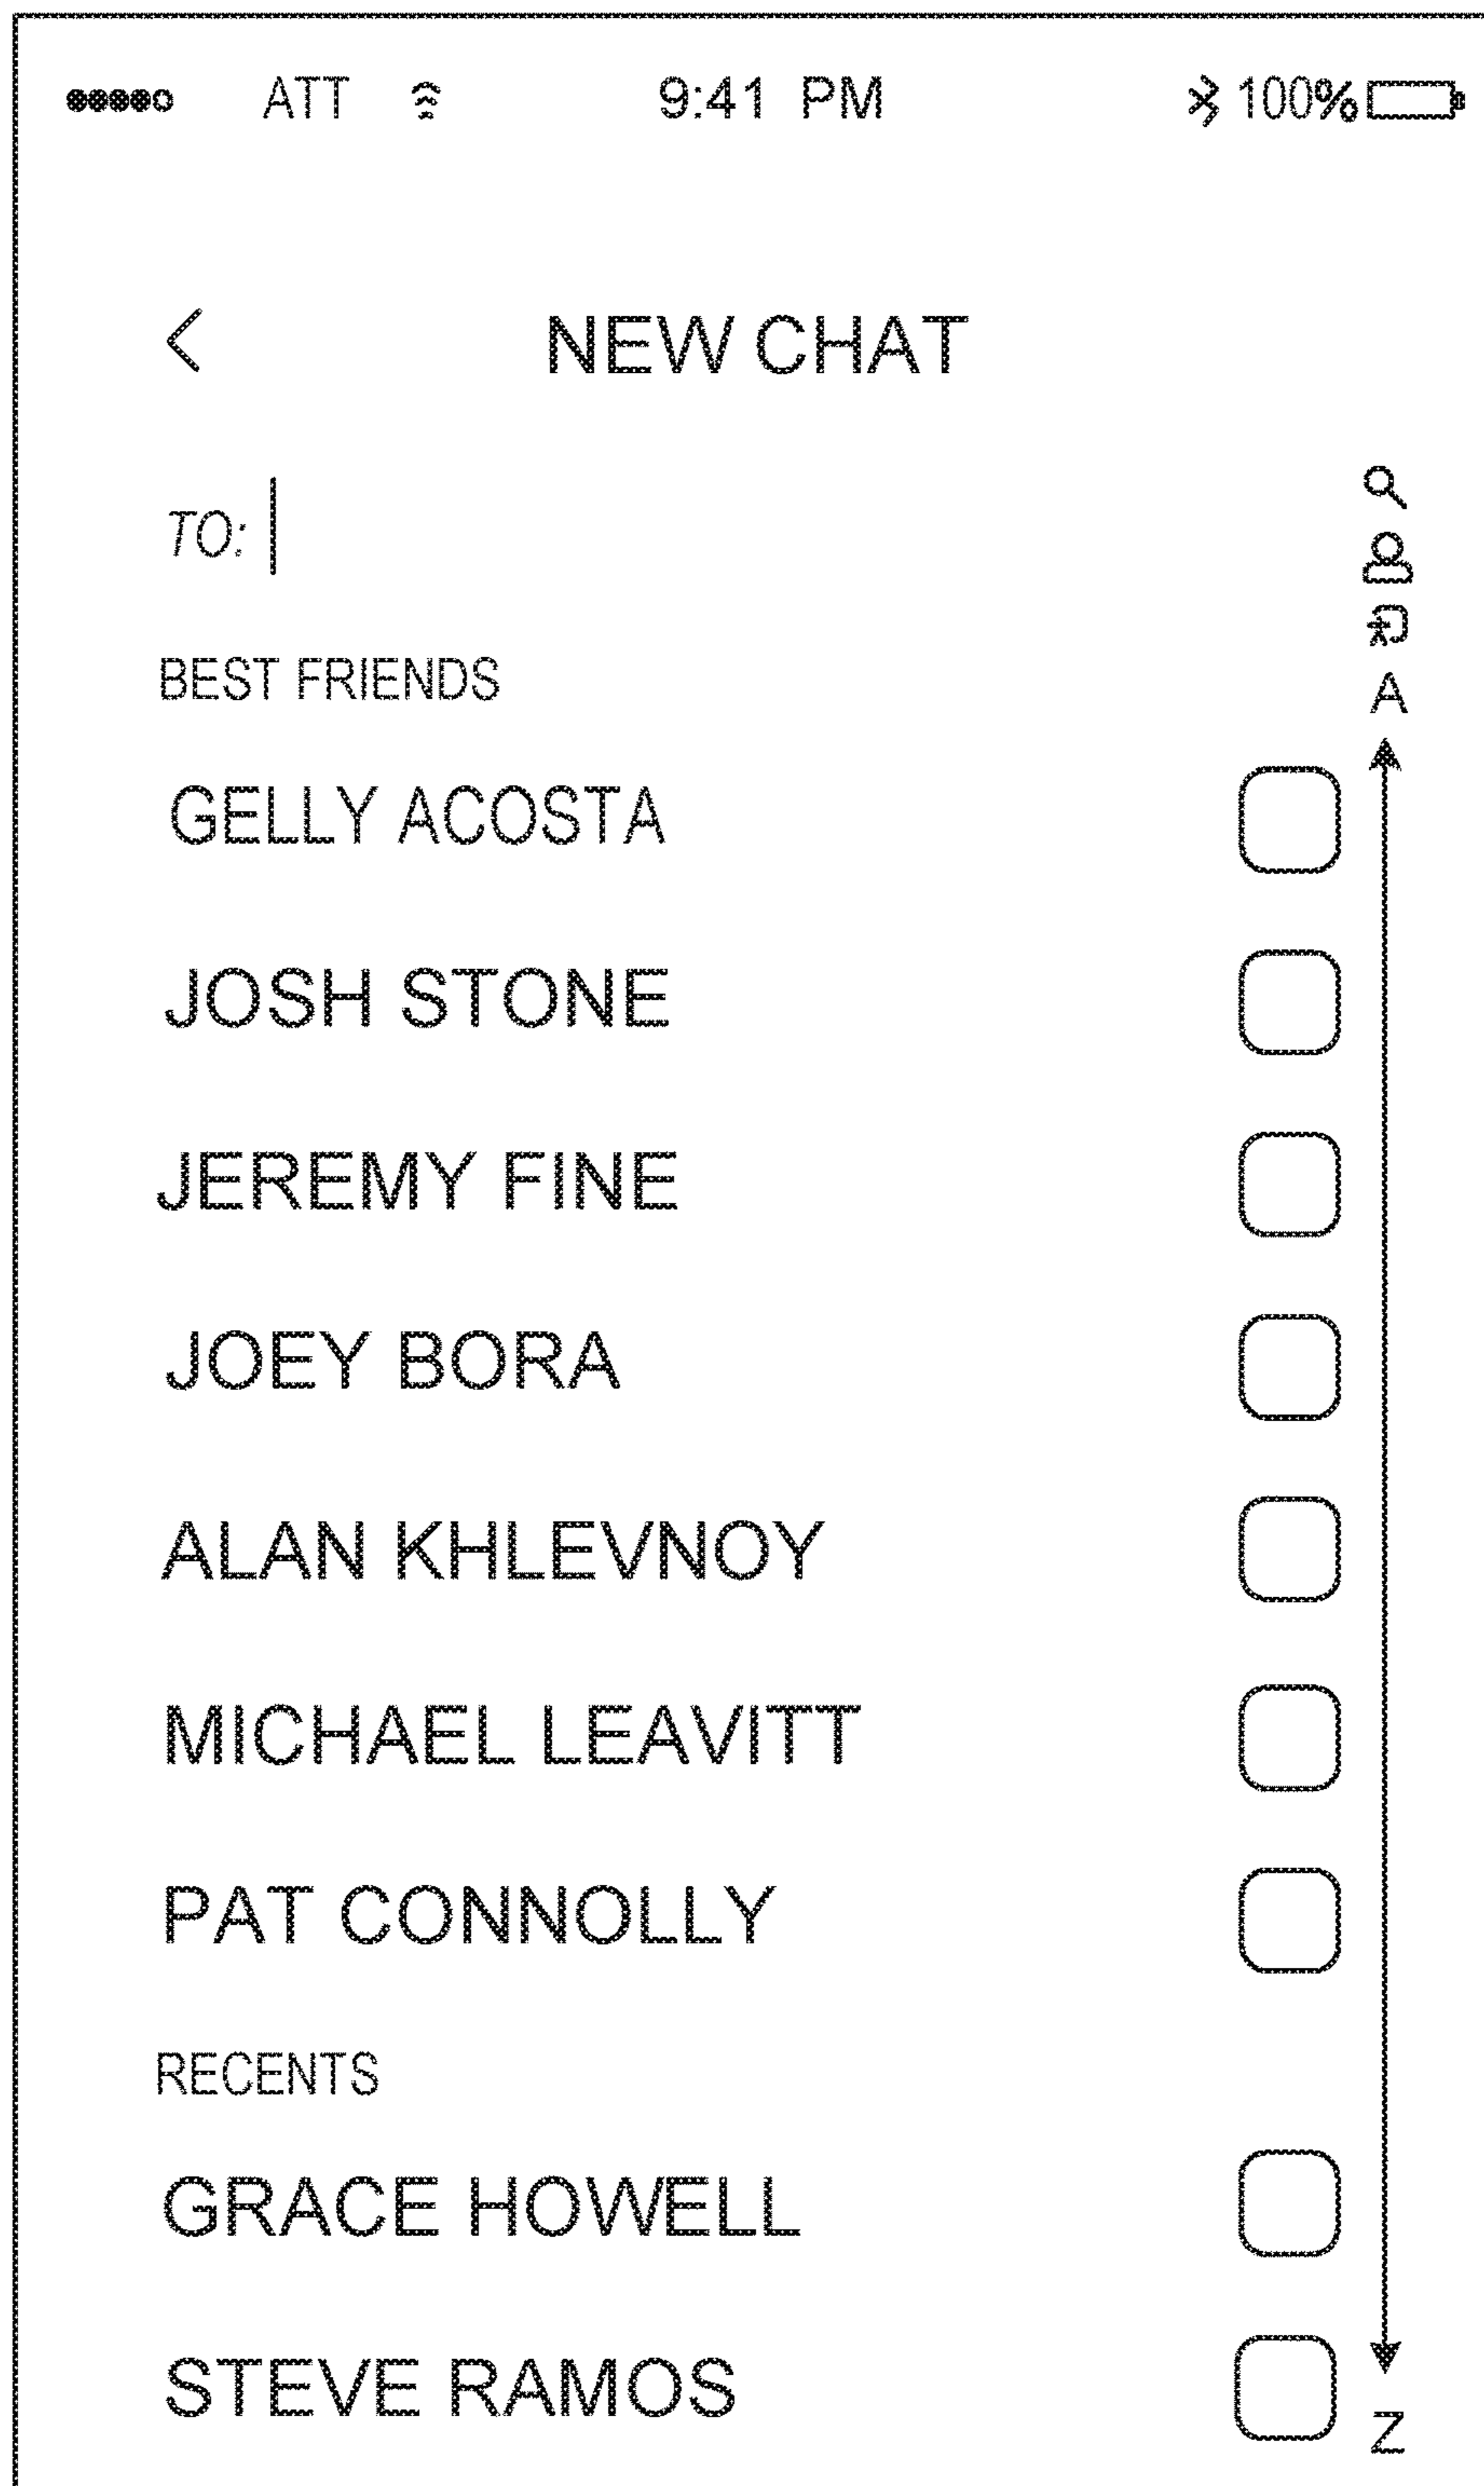 ATT 9:41 PM 100%
NEW CHAT
TO:
BEST FRIENDS
A
GELLY ACOSTA
JOSH STONE
JEREMY FINE
JOEY BORA
ALAN KHLEVNOY
MICHAEL LEAVITT
PAT CONNOLLY
RECENTS
GRACE HOWELL
STEVE RAMOS
Z